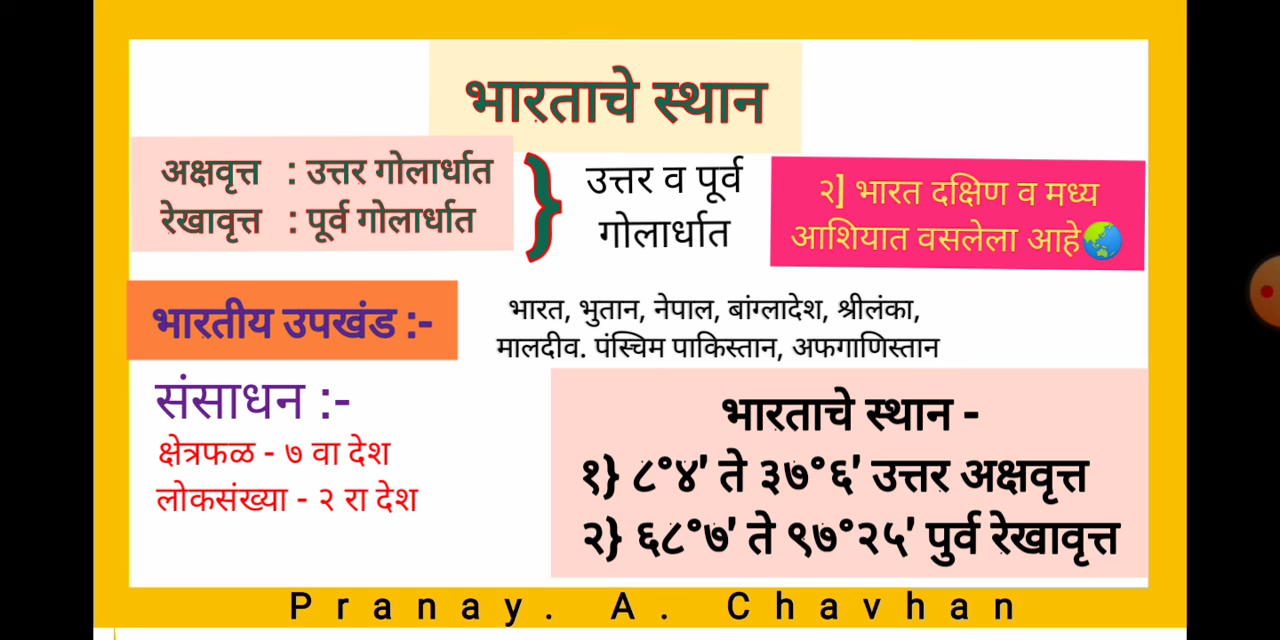 भारताचे स्थान
अक्षवृत्त : उत्तर गोलार्धात
रेखावृत्त : पूर्व गोलार्धात
}
उत्तर व पूर्व
गोलार्धात
२] भारत दक्षिण व मध्य
आशियात वसलेला आहे🌏
भारतीय उपखंड :-
भारत, भुतान, नेपाल, बांग्लादेश, श्रीलंका,
मालदीव. पंस्चिम पाकिस्तान, अफगाणिस्तान
संसाधन :-
क्षेत्रफळ - ७ वा देश
लोकसंख्या - २ रा देश
भारताचे स्थान -
१} ८°४' ते ३७°६' उत्तर अक्षवृत्त
२} ६८°७' ते ९७°२५' पुर्व रेखावृत्त
Pranay. A. Chavhan